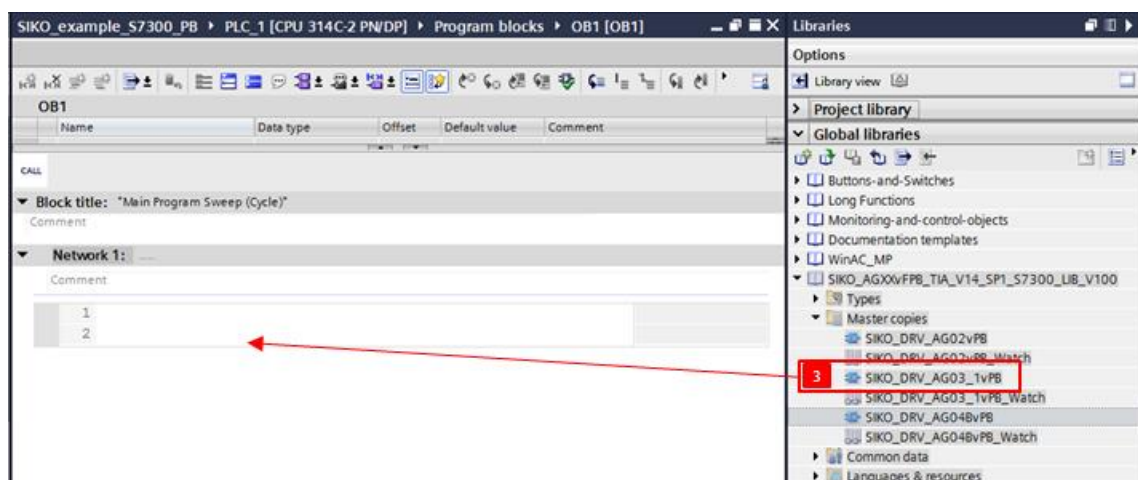 SIKO_example_S7300_PB ▸ PLC_1 [CPU 314C-2 PN/DP] ▸ Program blocks ▸ OB1 [OB1]
OB1
Name Data type Offset Default value Comment
CALL
Block title: "Main Program Sweep (Cycle)"
Comment
Network 1: ....
Comment
1
2
Libraries
Options
Library view
Project library
Global libraries
Buttons-and-Switches
Long Functions
Monitoring-and-control-objects
Documentation templates
WinAC_MP
SIKO_AGXXvFPB_TIA_V14_SP1_S7300_LIB_V100
Types
Master copies
SIKO_DRV_AG02vPB
SIKO_DRV_AG02vPB_Watch
3 SIKO_DRV_AG03_1vPB
SIKO_DRV_AG03_1vPB_Watch
SIKO_DRV_AG04BvPB
SIKO_DRV_AG04BvPB_Watch
Common data
Languages & resources